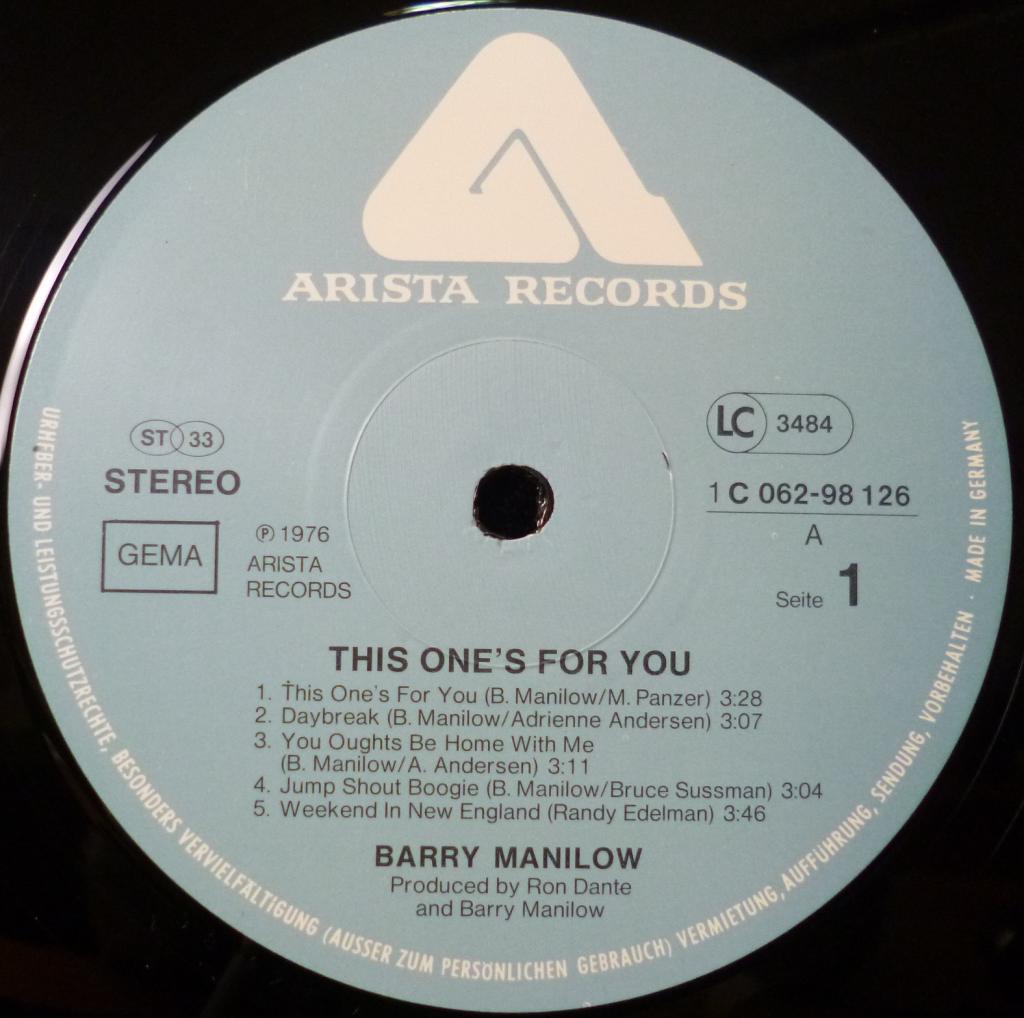 ARISTA RECORDS
ST 33
STEREO
GEMA
℗ 1976
ARISTA
RECORDS
LC 3484
1 C 062-98 126
A
Seite 1
THIS ONE'S FOR YOU
1. This One's For You (B. Manilow/M. Panzer) 3:28
2. Daybreak (B. Manilow/Adrienne Andersen) 3:07
3. You Oughts Be Home With Me
(B. Manilow/A. Andersen) 3:11
4. Jump Shout Boogie (B. Manilow/Bruce Sussman) 3:04
5. Weekend In New England (Randy Edelman) 3:46
BARRY MANILOW
Produced by Ron Dante
and Barry Manilow
URHEBER- UND LEISTUNGSSCHUTZRECHTE, BESONDERS VERVIELFÄLTIGUNG (AUSSER ZUM PERSÖNLICHEN GEBRAUCH) VERMIETUNG, AUFFÜHRUNG, SENDUNG, VORBEHALTEN · MADE IN GERMANY